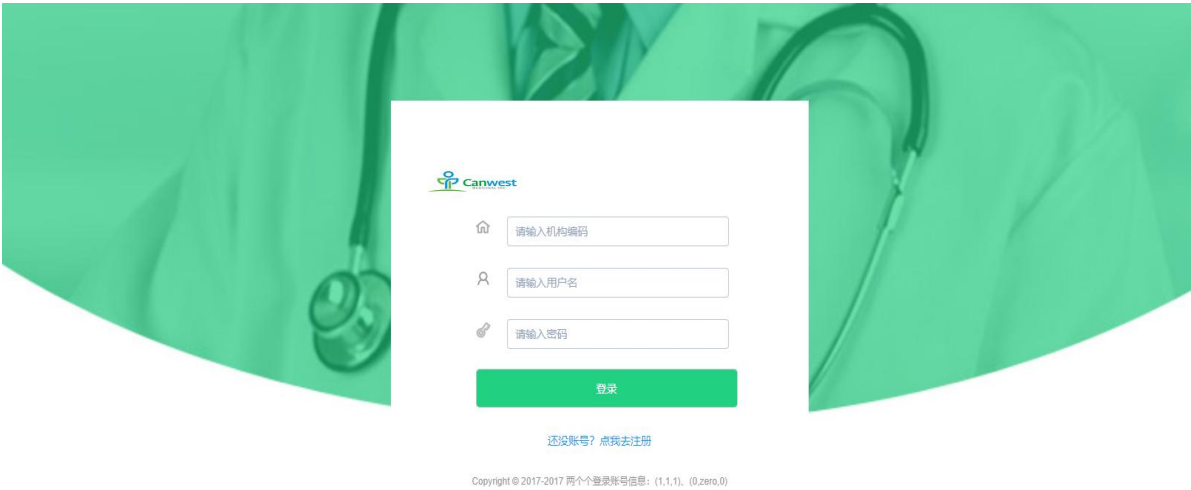 Canwest
请输入机构编码
请输入用户名
请输入密码
登录
还没账号？点我去注册
Copyright © 2017-2017 两个个登录账号信息：(1,1,1)、(0,zero,0)